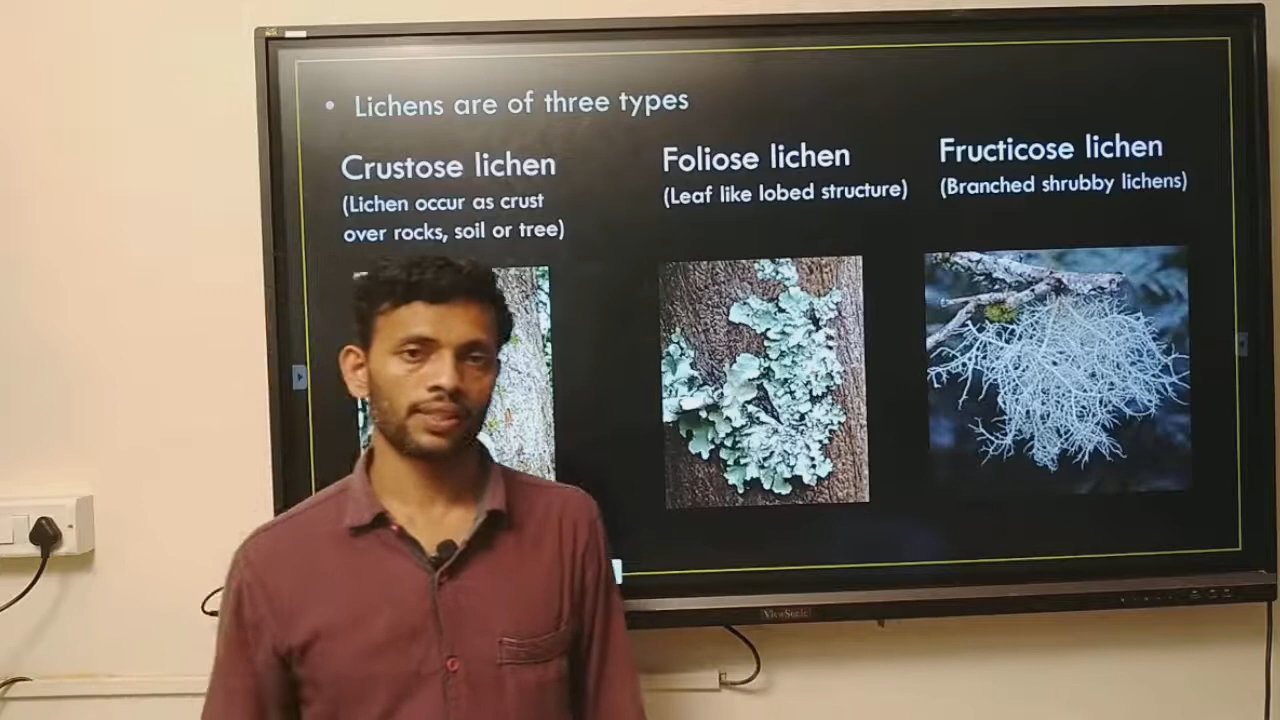 • Lichens are of three types
Crustose lichen
(Lichen occur as crust
over rocks, soil or tree)
Foliose lichen
(Leaf like lobed structure)
Fructicose lichen
(Branched shrubby lichens)
ViewSonic